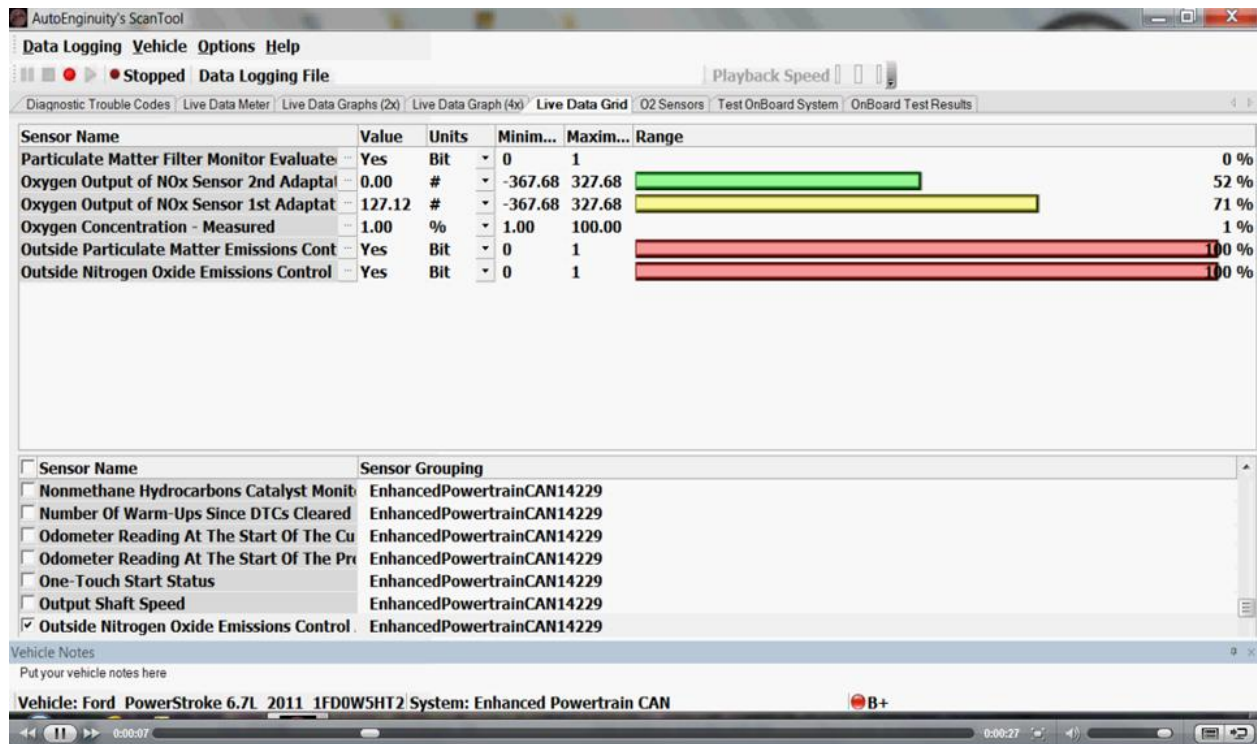 AutoEnginuity's ScanTool
Data Logging Vehicle Options Help
Stopped Data Logging File Playback Speed
Diagnostic Trouble Codes Live Data Meter Live Data Graphs (2x) Live Data Graph (4x) Live Data Grid O2 Sensors Test OnBoard System OnBoard Test Results
Sensor Name Value Units Minim... Maxim... Range
Particulate Matter Filter Monitor Evaluate ... Yes Bit 0 1 0 %
Oxygen Output of NOx Sensor 2nd Adaptat ... 0.00 # -367.68 327.68 52 %
Oxygen Output of NOx Sensor 1st Adaptat ... 127.12 # -367.68 327.68 71 %
Oxygen Concentration - Measured ... 1.00 % 1.00 100.00 1 %
Outside Particulate Matter Emissions Cont ... Yes Bit 0 1 100 %
Outside Nitrogen Oxide Emissions Control ... Yes Bit 0 1 100 %
Sensor Name Sensor Grouping
Nonmethane Hydrocarbons Catalyst Monit EnhancedPowertrainCAN14229
Number Of Warm-Ups Since DTCs Cleared EnhancedPowertrainCAN14229
Odometer Reading At The Start Of The Cu EnhancedPowertrainCAN14229
Odometer Reading At The Start Of The Pre EnhancedPowertrainCAN14229
One-Touch Start Status EnhancedPowertrainCAN14229
Output Shaft Speed EnhancedPowertrainCAN14229
Outside Nitrogen Oxide Emissions Control EnhancedPowertrainCAN14229
Vehicle Notes
Put your vehicle notes here
Vehicle: Ford PowerStroke 6.7L 2011 1FD0W5HT2 System: Enhanced Powertrain CAN B+
0:00:07 0:00:27